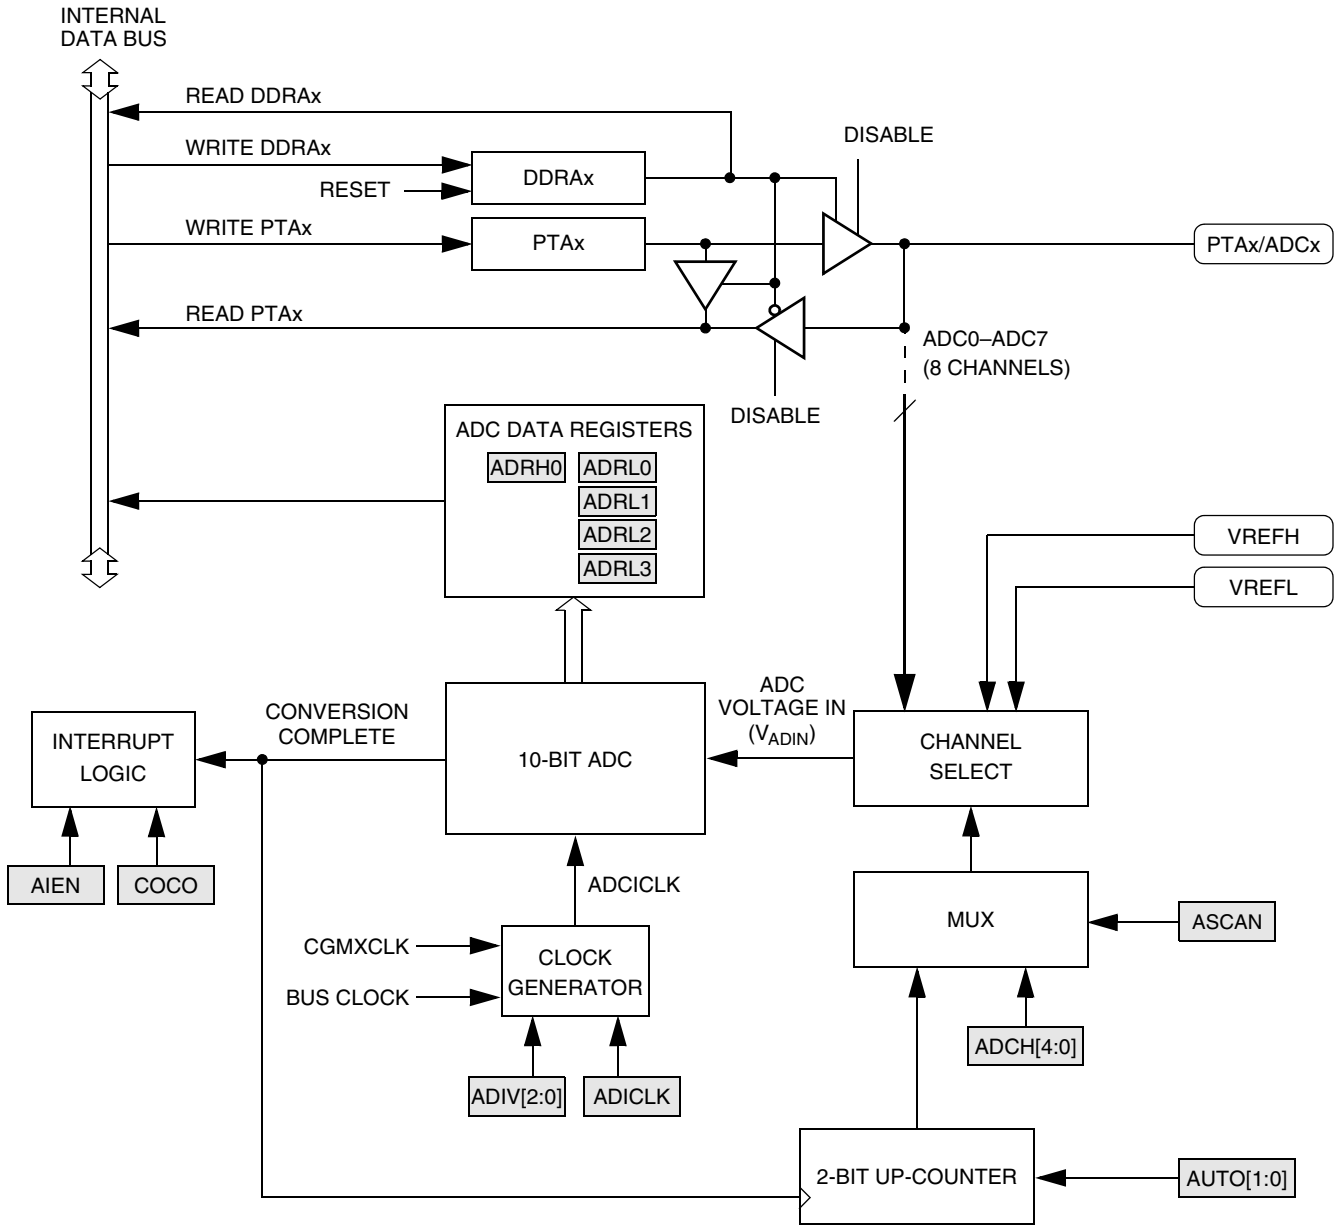 INTERNAL
DATA BUS
READ DDRAx
WRITE DDRAx
RESET
DDRAx
DISABLE
WRITE PTAx
PTAx
PTAx/ADCx
READ PTAx
ADC0–ADC7
(8 CHANNELS)
DISABLE
ADC DATA REGISTERS
ADRH0
ADRL0
ADRL1
ADRL2
ADRL3
VREFH
VREFL
ADC
VOLTAGE IN
(VADIN)
CONVERSION
COMPLETE
INTERRUPT
LOGIC
10-BIT ADC
CHANNEL
SELECT
AIEN
COCO
ADCICLK
MUX
ASCAN
CGMXCLK
BUS CLOCK
CLOCK
GENERATOR
ADCH[4:0]
ADIV[2:0]
ADICLK
2-BIT UP-COUNTER
AUTO[1:0]